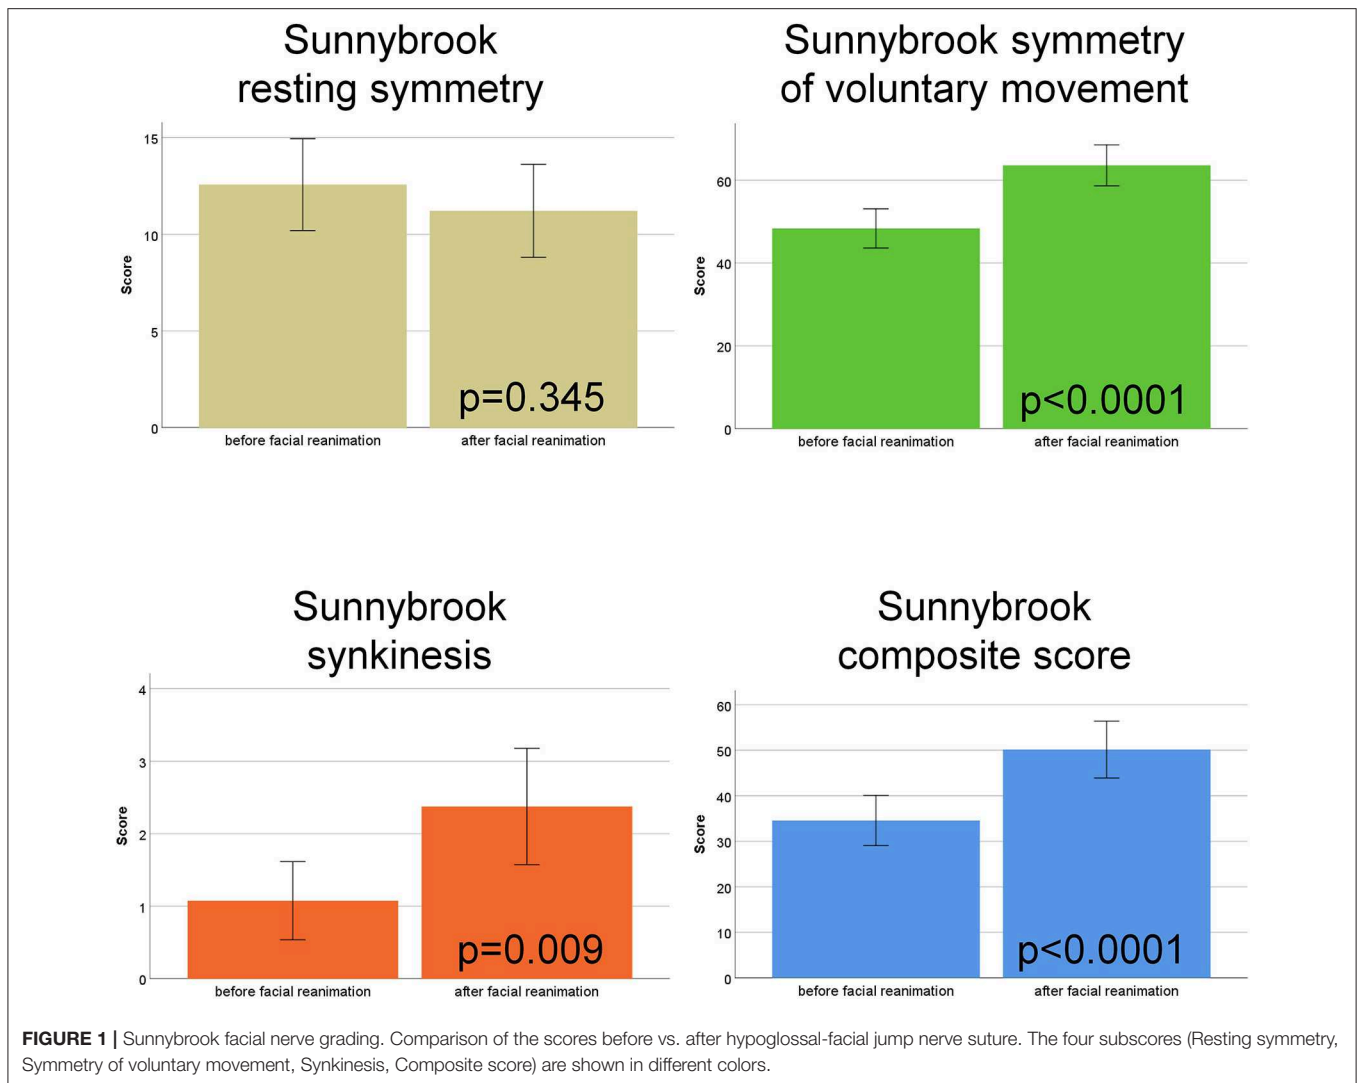 Sunnybrook
resting symmetry
15
10
5
0
Score
p=0.345
before facial reanimation
after facial reanimation
Sunnybrook symmetry
of voluntary movement
60
40
20
0
Score
p<0.0001
before facial reanimation
after facial reanimation
Sunnybrook
synkinesis
4
3
2
1
0
Score
p=0.009
before facial reanimation
after facial reanimation
Sunnybrook
composite score
60
50
40
30
20
10
0
Score
p<0.0001
before facial reanimation
after facial reanimation
FIGURE 1 | Sunnybrook facial nerve grading. Comparison of the scores before vs. after hypoglossal-facial jump nerve suture. The four subscores (Resting symmetry,
Symmetry of voluntary movement, Synkinesis, Composite score) are shown in different colors.